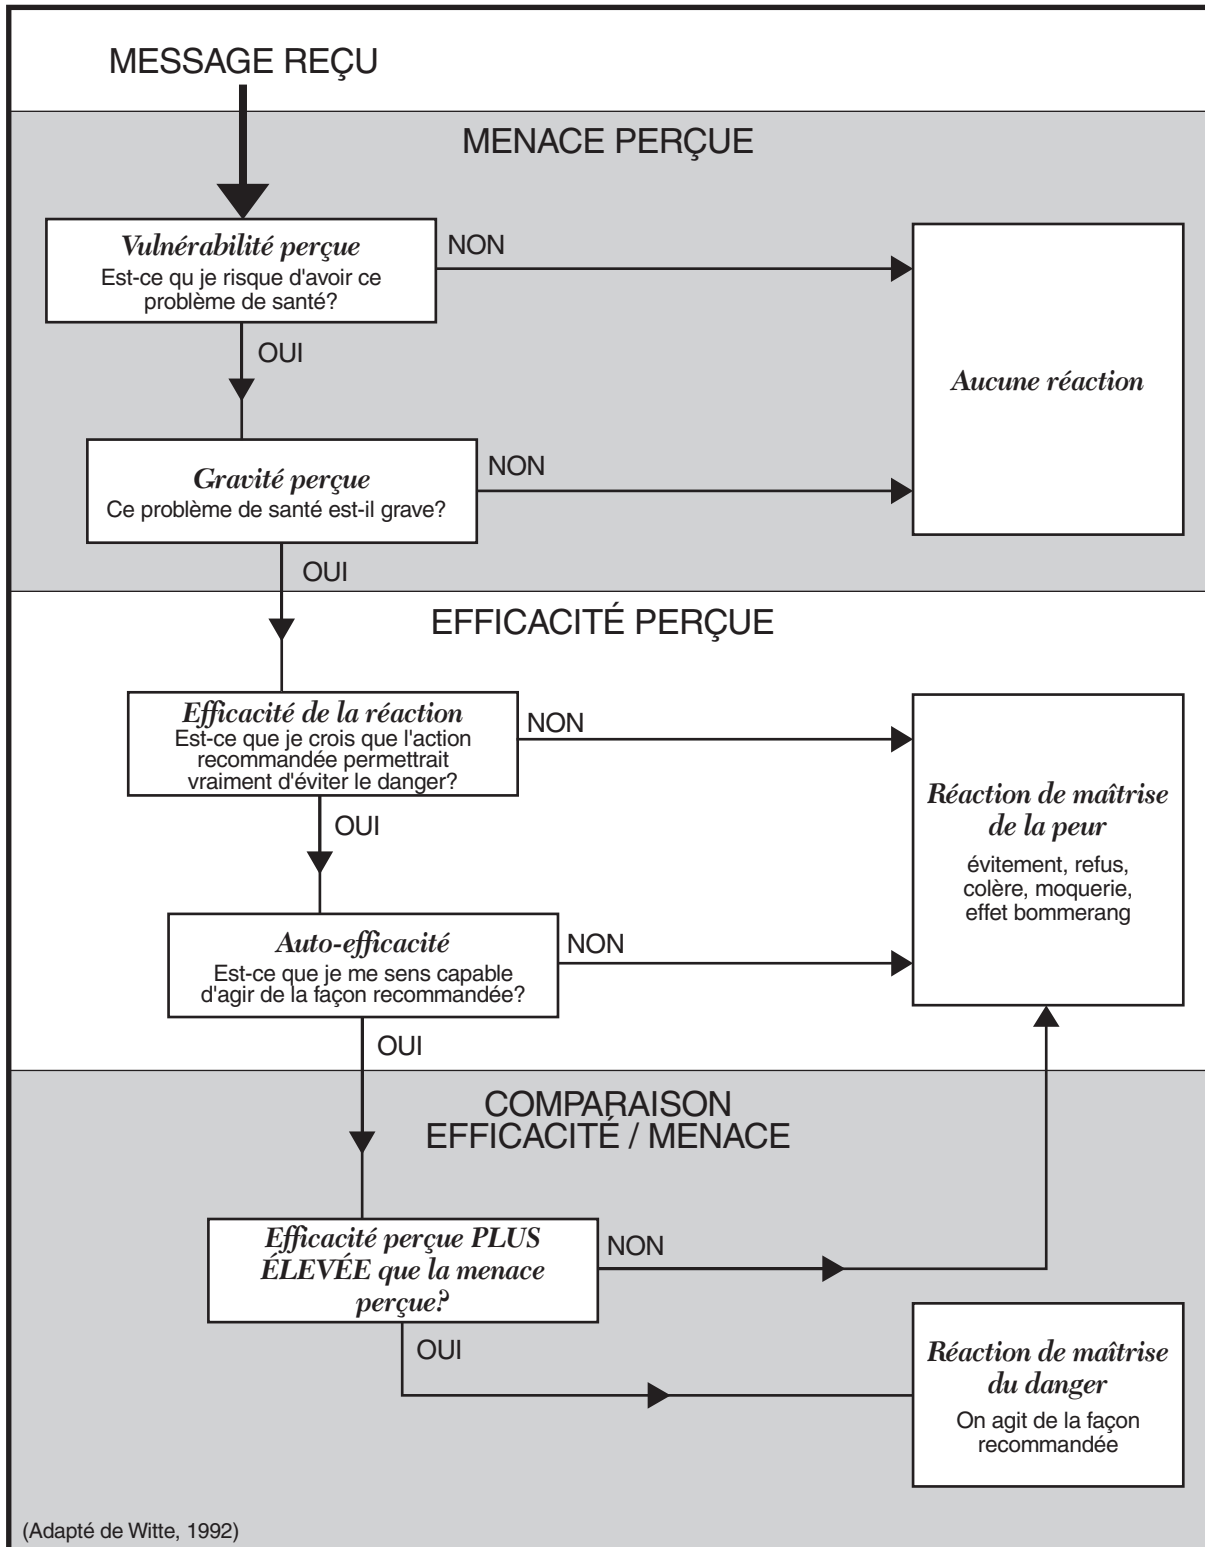 MESSAGE REÇU
MENACE PERÇUE
Vulnérabilité perçue
Est-ce qu je risque d'avoir ce
problème de santé?
NON
OUI
Aucune réaction
Gravité perçue
Ce problème de santé est-il grave?
NON
OUI
EFFICACITÉ PERÇUE
Efficacité de la réaction
Est-ce que je crois que l'action
recommandée permettrait
vraiment d'éviter le danger?
NON
OUI
Réaction de maîtrise
de la peur
évitement, refus,
colère, moquerie,
effet bommerang
Auto-efficacité
Est-ce que je me sens capable
d'agir de la façon recommandée?
NON
OUI
COMPARAISON
EFFICACITÉ / MENACE
Efficacité perçue PLUS
ÉLEVÉE que la menace
perçue?
NON
OUI
Réaction de maîtrise
du danger
On agit de la façon
recommandée
(Adapté de Witte, 1992)